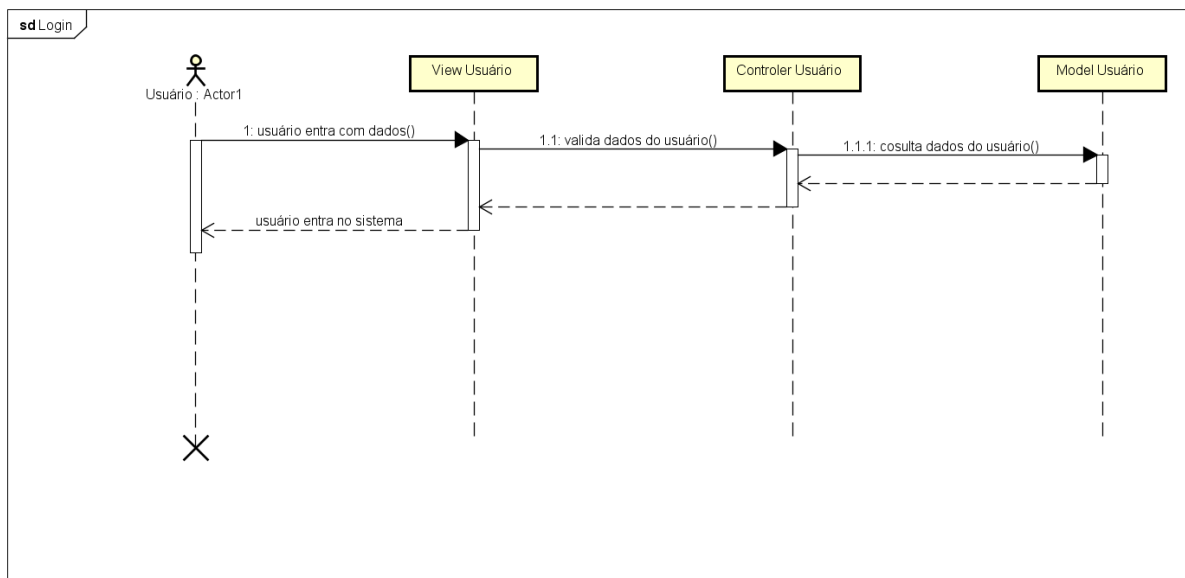 sd Login
View Usuário
Controler Usuário
Model Usuário
Usuário : Actor1
1: usuário entra com dados()
1.1: valida dados do usuário()
1.1.1: cosulta dados do usuário()
usuário entra no sistema